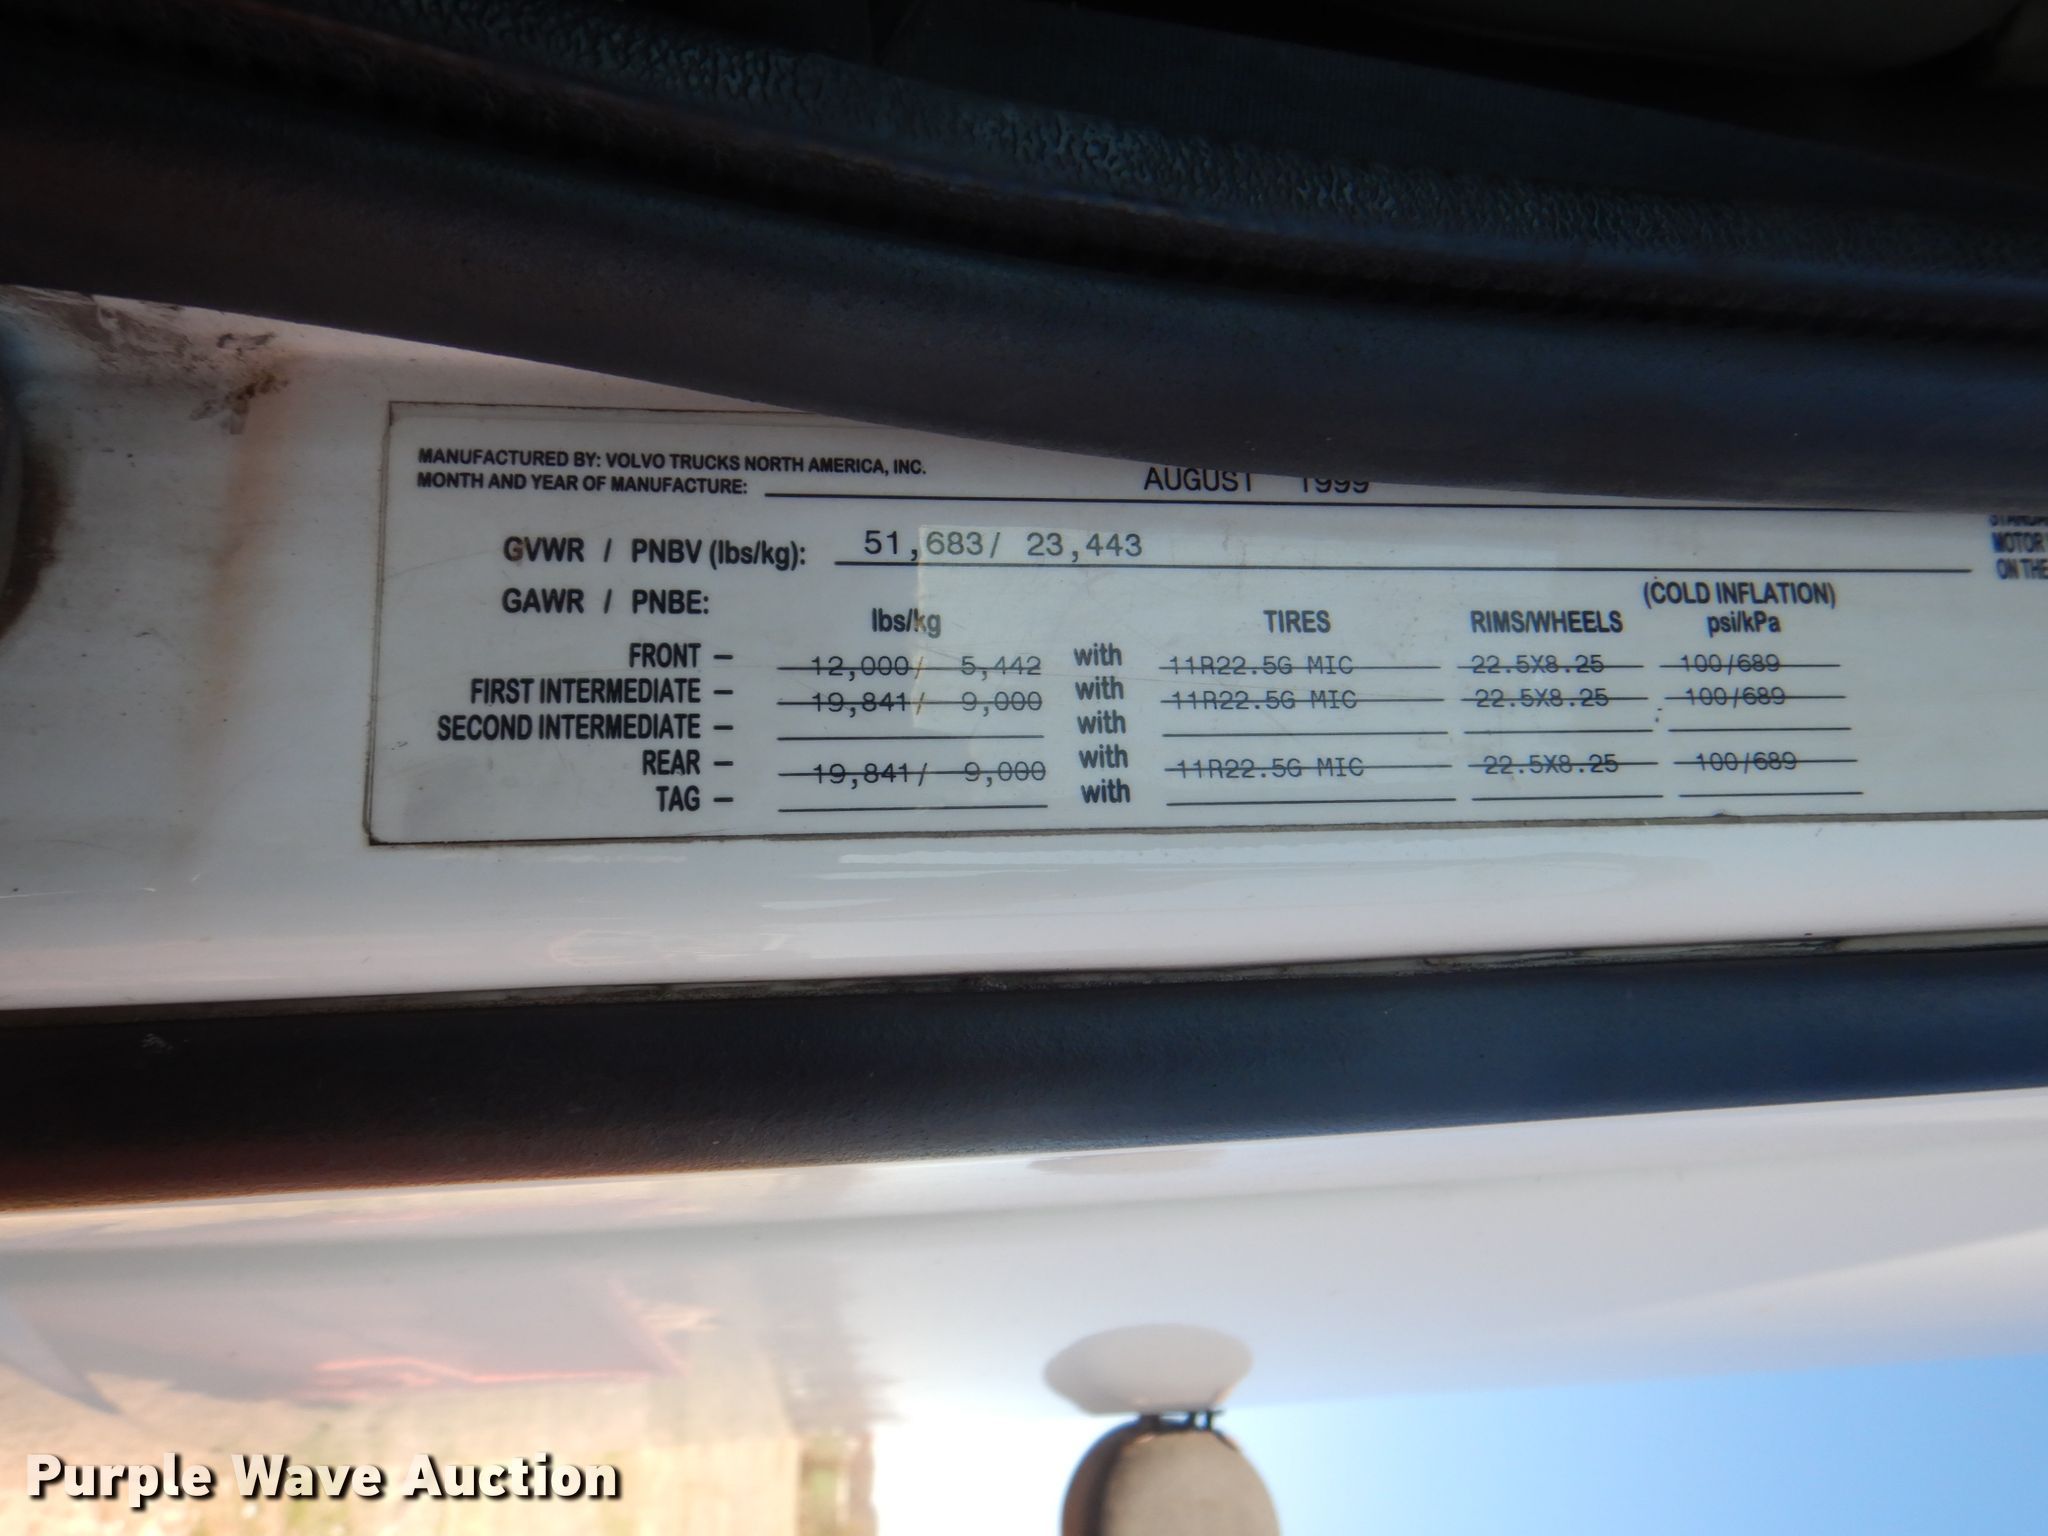 MANUFACTURED BY: VOLVO TRUCKS NORTH AMERICA, INC.
MONTH AND YEAR OF MANUFACTURE: AUGUST 1999
GVWR / PNBV (lbs/kg): 51,683/ 23,443
GAWR / PNBE:
(COLD INFLATION)
lbs/kg TIRES RIMS/WHEELS psi/kPa
FRONT – 12,000/ 5,442 with 11R22.5G MIC 22.5X8.25 100/689
FIRST INTERMEDIATE – 19,841/ 9,000 with 11R22.5G MIC 22.5X8.25 100/689
SECOND INTERMEDIATE – with
REAR – 19,841/ 9,000 with 11R22.5G MIC 22.5X8.25 100/689
TAG – with
MOTOR
ON THE
Purple Wave Auction